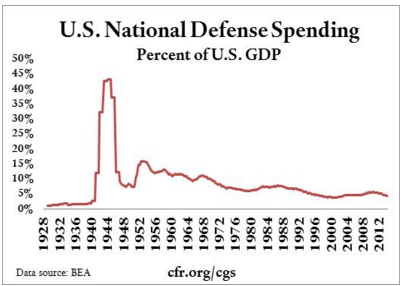 U.S. National Defense Spending
Percent of U.S. GDP
50%
45%
40%
35%
30%
25%
20%
15%
10%
5%
0%
1928 1932 1936 1940 1944 1948 1952 1956 1960 1964 1968 1972 1976 1980 1984 1988 1992 1996 2000 2004 2008 2012
Data source: BEA cfr.org/cgs